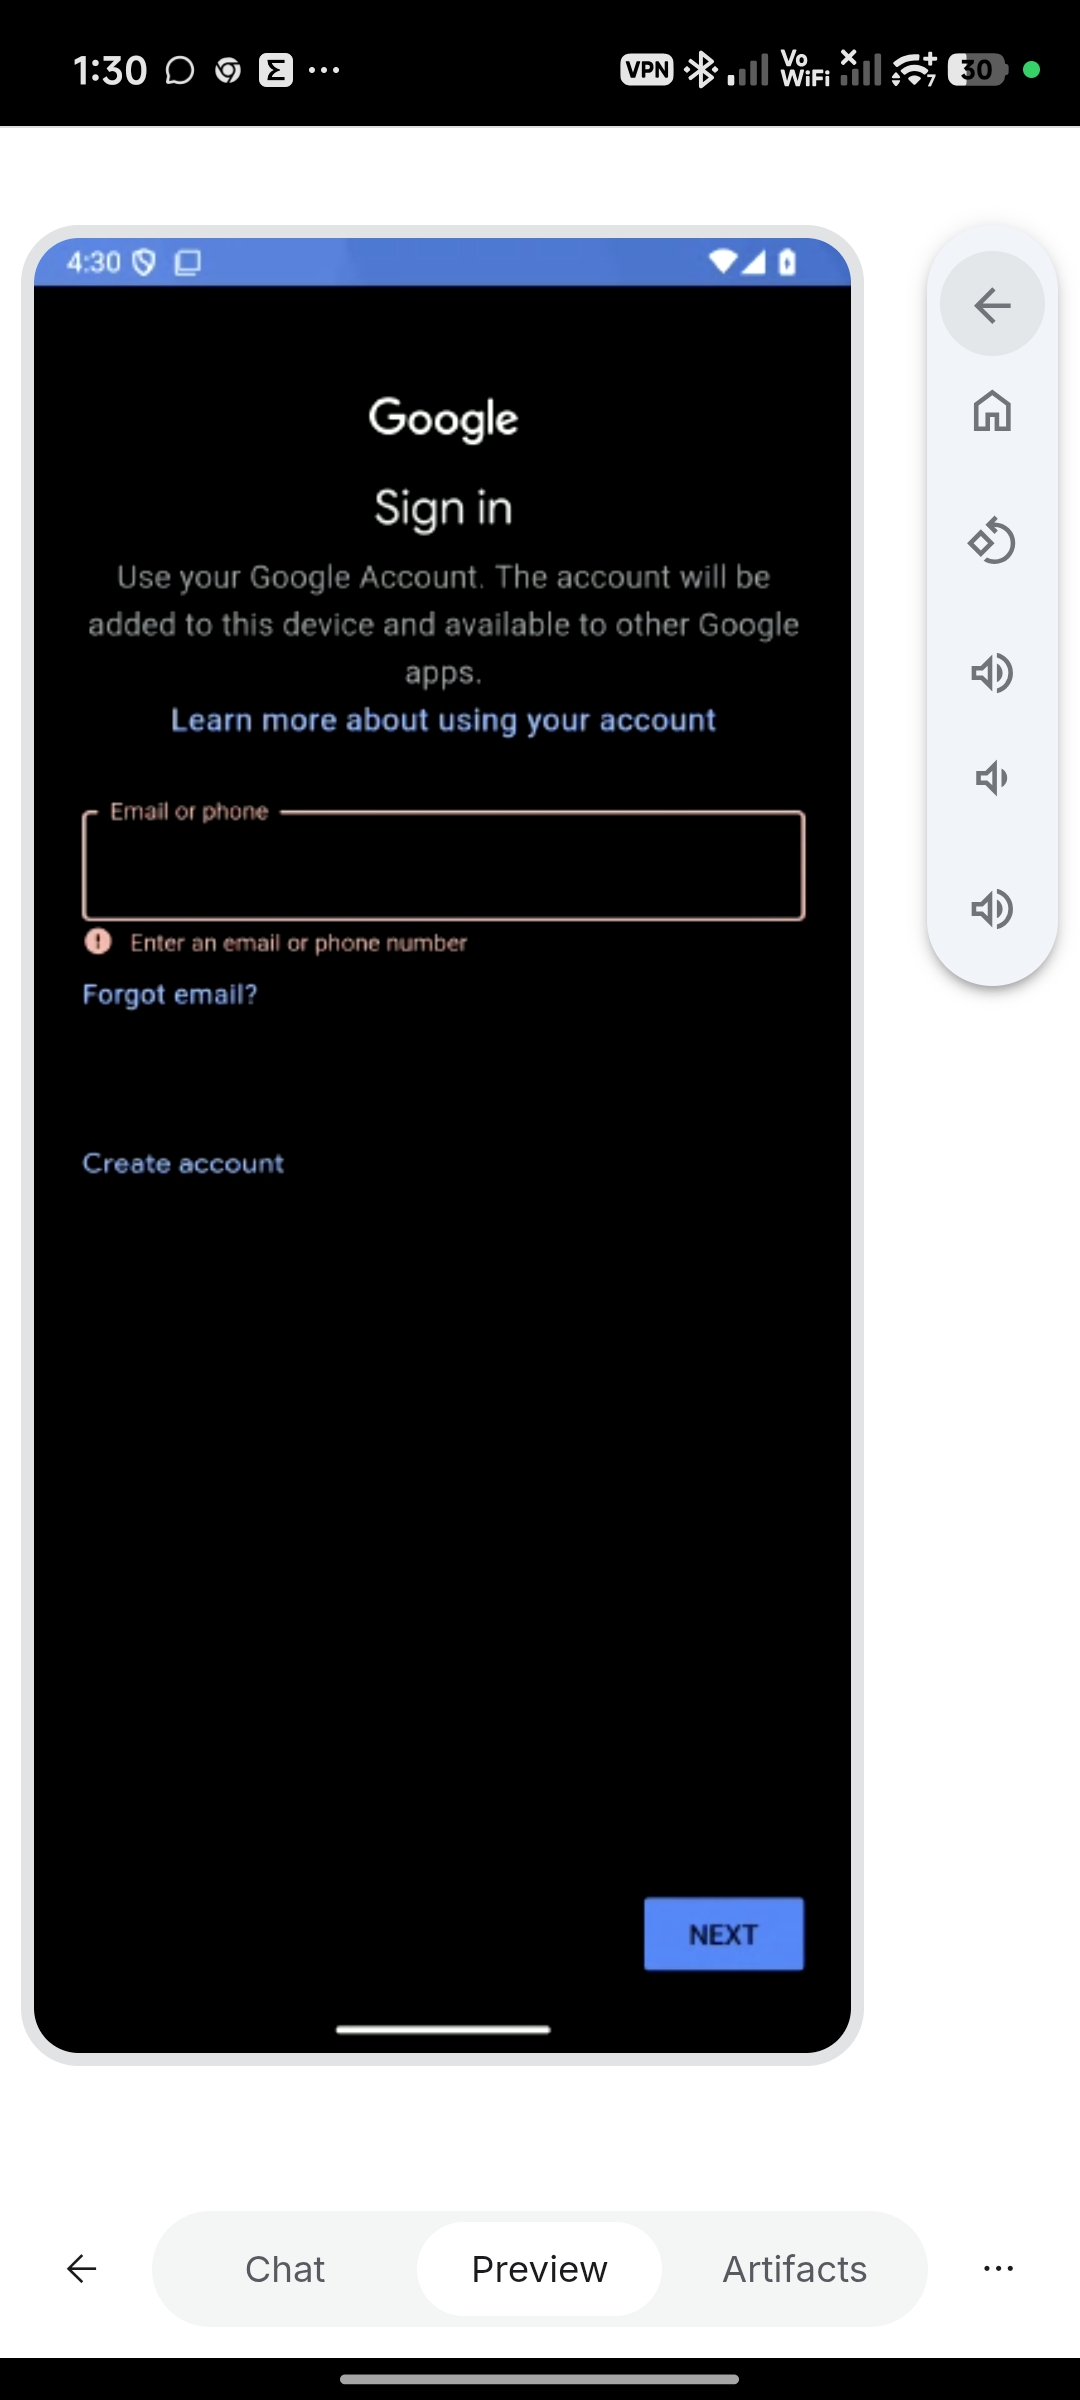 1:30
VPN
Vo
WiFi
7
30
4:30
Google
Sign in
Use your Google Account. The account will be
added to this device and available to other Google
apps.
Learn more about using your account
Email or phone
Enter an email or phone number
Forgot email?
Create account
NEXT
Chat
Preview
Artifacts